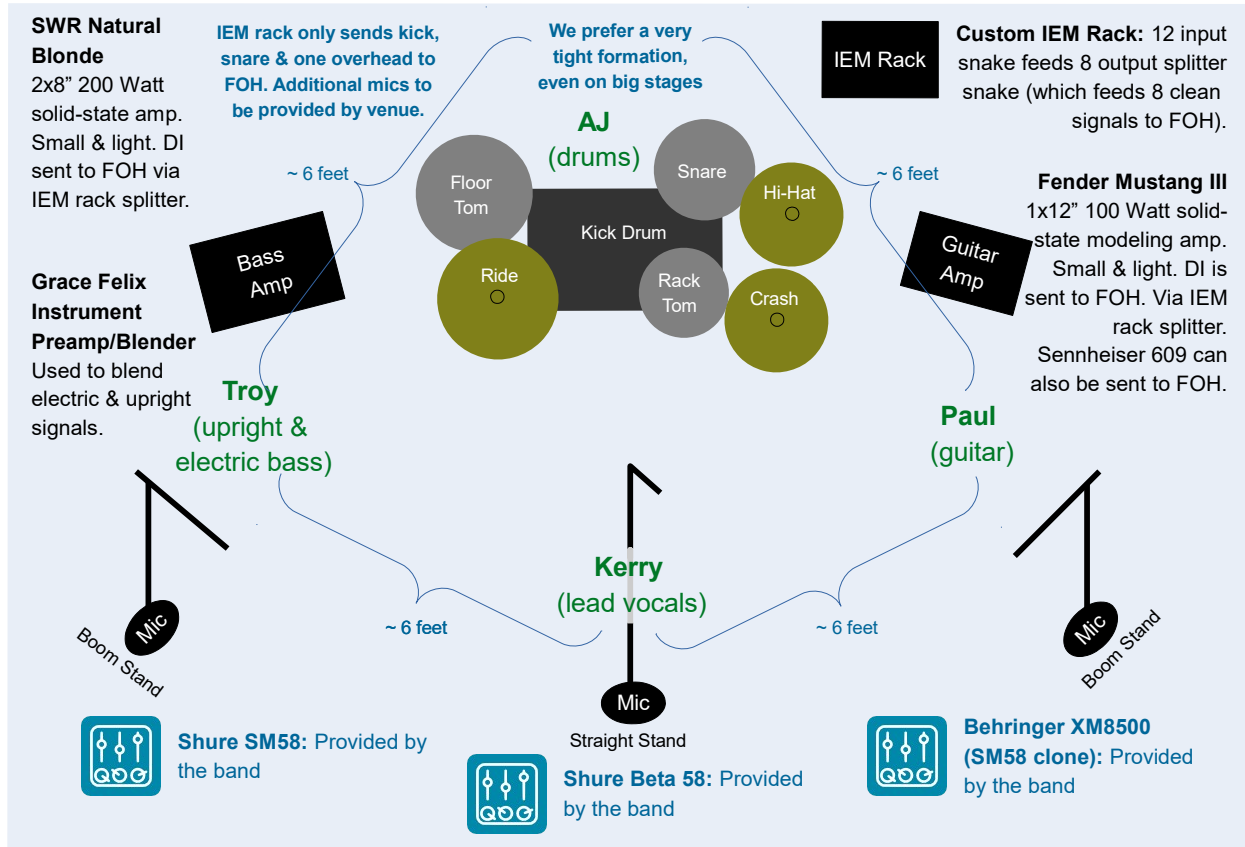 SWR Natural
Blonde
2x8” 200 Watt
solid-state amp.
Small & light. DI
sent to FOH via
IEM rack splitter.
IEM rack only sends kick,
snare & one overhead to
FOH. Additional mics to
be provided by venue.
We prefer a very
tight formation,
even on big stages
IEM Rack
Custom IEM Rack: 12 input
snake feeds 8 output splitter
snake (which feeds 8 clean
signals to FOH).
AJ
(drums)
~ 6 feet
~ 6 feet
Floor
Tom
Snare
Hi-Hat
Kick Drum
Ride
Rack
Tom
Crash
Bass
Amp
Guitar
Amp
Fender Mustang III
1x12” 100 Watt solid-
state modeling amp.
Small & light. DI is
sent to FOH. Via IEM
rack splitter.
Sennheiser 609 can
also be sent to FOH.
Grace Felix
Instrument
Preamp/Blender
Used to blend
electric & upright
signals.
Troy
(upright &
electric bass)
Paul
(guitar)
Kerry
(lead vocals)
~ 6 feet
~ 6 feet
Mic
Boom Stand
Mic
Straight Stand
Mic
Boom Stand
Shure SM58: Provided by
the band
Shure Beta 58: Provided
by the band
Behringer XM8500
(SM58 clone): Provided
by the band